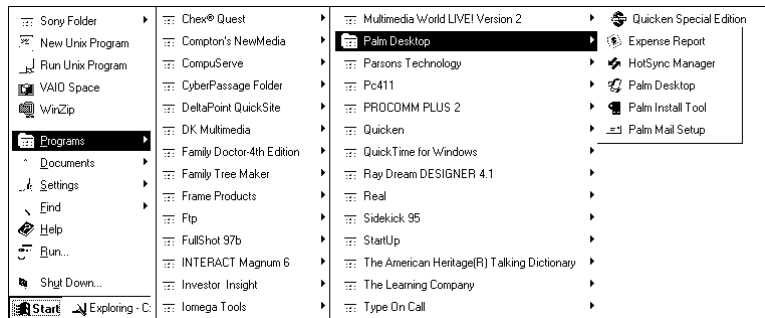 Sony Folder
New Unix Program
Run Unix Program
VAIO Space
WinZip
Programs
Documents
Settings
Find
Help
Run...
Shut Down...
Start
Exploring - C:
Chex® Quest
Compton's NewMedia
CompuServe
CyberPassage Folder
DeltaPoint QuickSite
DK Multimedia
Family Doctor-4th Edition
Family Tree Maker
Frame Products
Ftp
FullShot 97b
INTERACT Magnum 6
Investor Insight
Iomega Tools
Multimedia World LIVE! Version 2
Palm Desktop
Parsons Technology
Pc411
PROCOMM PLUS 2
Quicken
QuickTime for Windows
Ray Dream DESIGNER 4.1
Real
Sidekick 95
StartUp
The American Heritage(R) Talking Dictionary
The Learning Company
Type On Call
Quicken Special Edition
Expense Report
HotSync Manager
Palm Desktop
Palm Install Tool
Palm Mail Setup